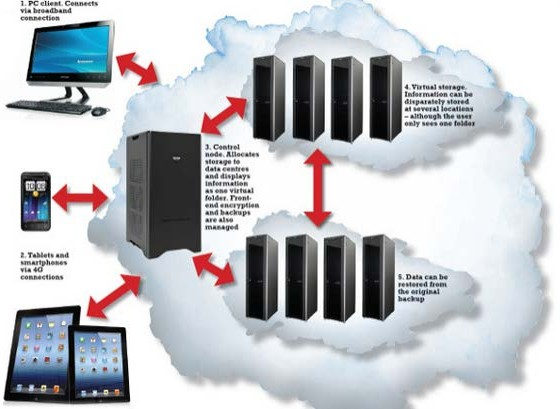 1. PC client. Connects
via broadband
connection
4. Virtual storage.
Information can be
disparately stored
at several locations
– although the user
only sees one folder
3. Control
node. Allocates
storage to
data centres
and displays
information
as one virtual
folder. Front-
end encryption
and backups
are also
managed
2. Tablets and
smartphones
via 4G
connections
5. Data can be
restored from the
original
backup